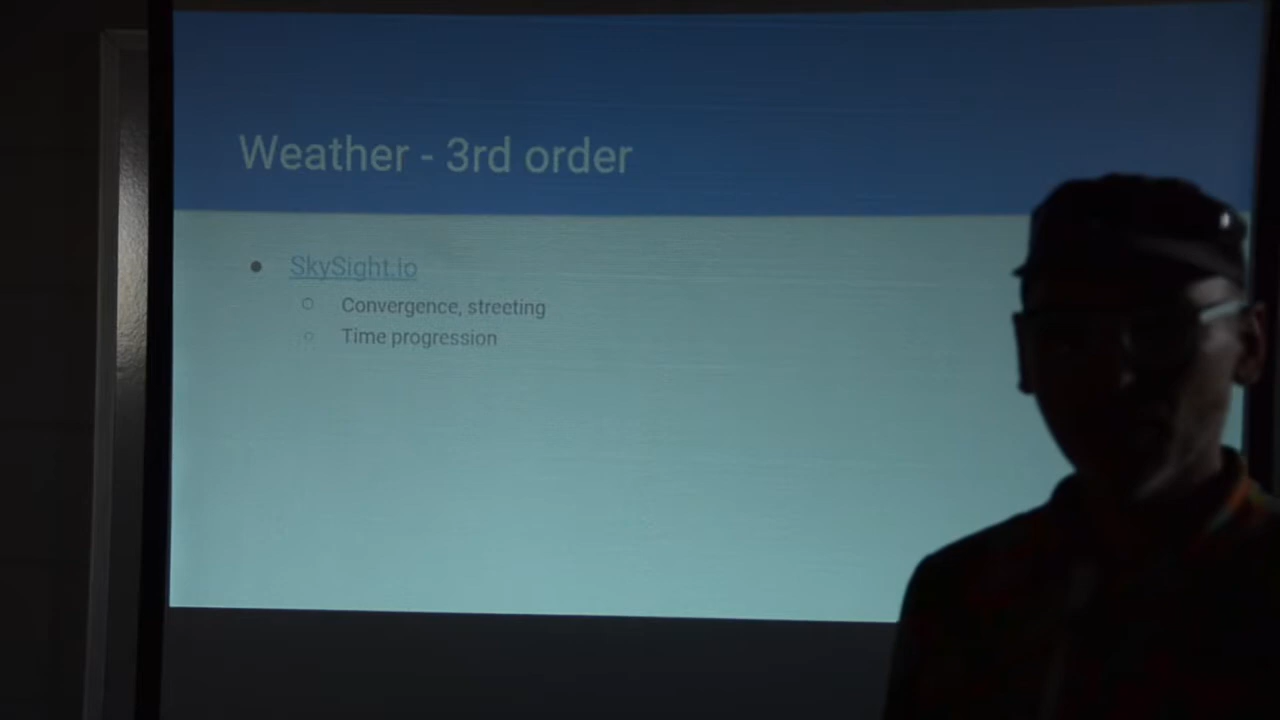 Weather - 3rd order
SkySight.io
Convergence, streeting
Time progression